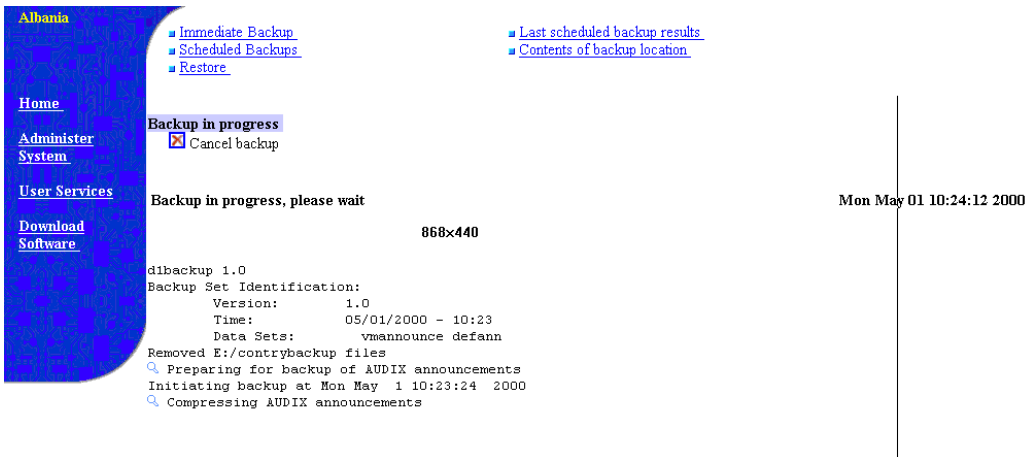 Albania
Home
Administer
System
User Services
Download
Software
Immediate Backup
Scheduled Backups
Restore
Last scheduled backup results
Contents of backup location
Backup in progress
Cancel backup
Backup in progress, please wait
Mon May 01 10:24:12 2000
868×440
d1backup 1.0
Backup Set Identification:
Version: 1.0
Time: 05/01/2000 - 10:23
Data Sets: vmannounce defann
Removed E:/contrybackup files
Preparing for backup of AUDIX announcements
Initiating backup at Mon May 1 10:23:24 2000
Compressing AUDIX announcements